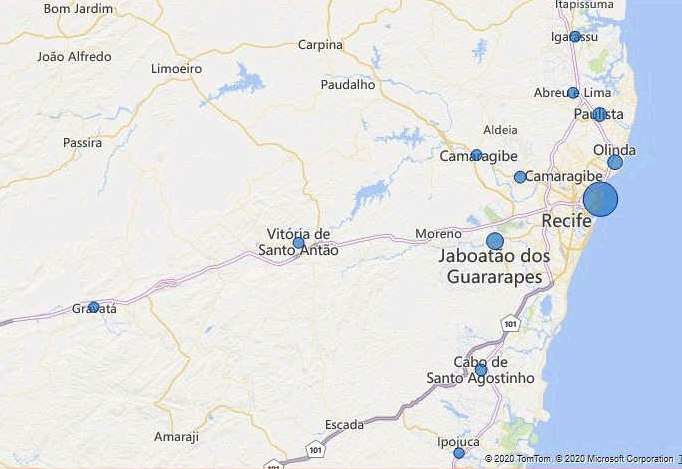 Itapissuma
Bom Jardim
Igarassu
Carpina
João Alfredo
Limoeiro
Paudalho
Abreu e Lima
Paulista
Aldeia
Passira
Olinda
Camaragibe
Camaragibe
Recife
Moreno
Vitória de
Santo Antão
Jaboatão dos
Guararapes
Gravatá
101
Cabo de
Santo Agostinho
Escada
Amaraji
Ipojuca
101
101
© 2020 TomTom, © 2020 Microsoft Corporation